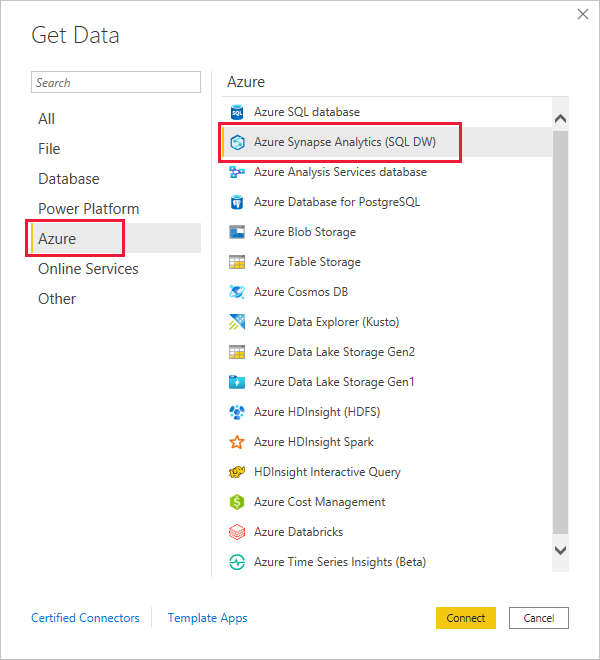 Get Data
Search
All
File
Database
Power Platform
Azure
Online Services
Other
Azure
Azure SQL database
Azure Synapse Analytics (SQL DW)
Azure Analysis Services database
Azure Database for PostgreSQL
Azure Blob Storage
Azure Table Storage
Azure Cosmos DB
Azure Data Explorer (Kusto)
Azure Data Lake Storage Gen2
Azure Data Lake Storage Gen1
Azure HDInsight (HDFS)
Azure HDInsight Spark
HDInsight Interactive Query
Azure Cost Management
Azure Databricks
Azure Time Series Insights (Beta)
Certified Connectors
Template Apps
Connect
Cancel